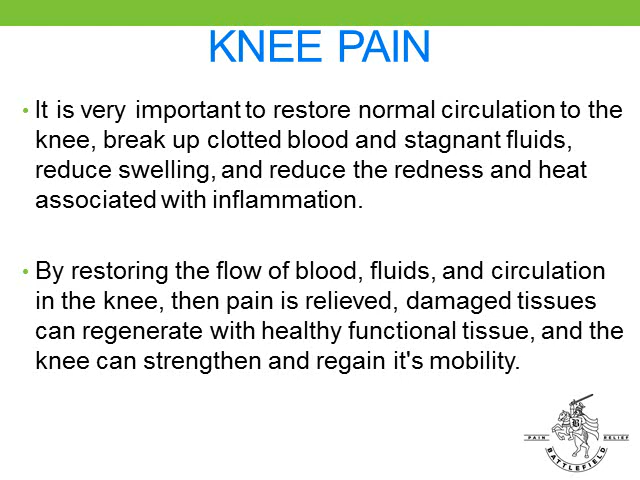 KNEE PAIN
• It is very important to restore normal circulation to the
knee, break up clotted blood and stagnant fluids,
reduce swelling, and reduce the redness and heat
associated with inflammation.
• By restoring the flow of blood, fluids, and circulation
in the knee, then pain is relieved, damaged tissues
can regenerate with healthy functional tissue, and the
knee can strengthen and regain it's mobility.
B
PAIN RELIEF
BATTLEFIELD